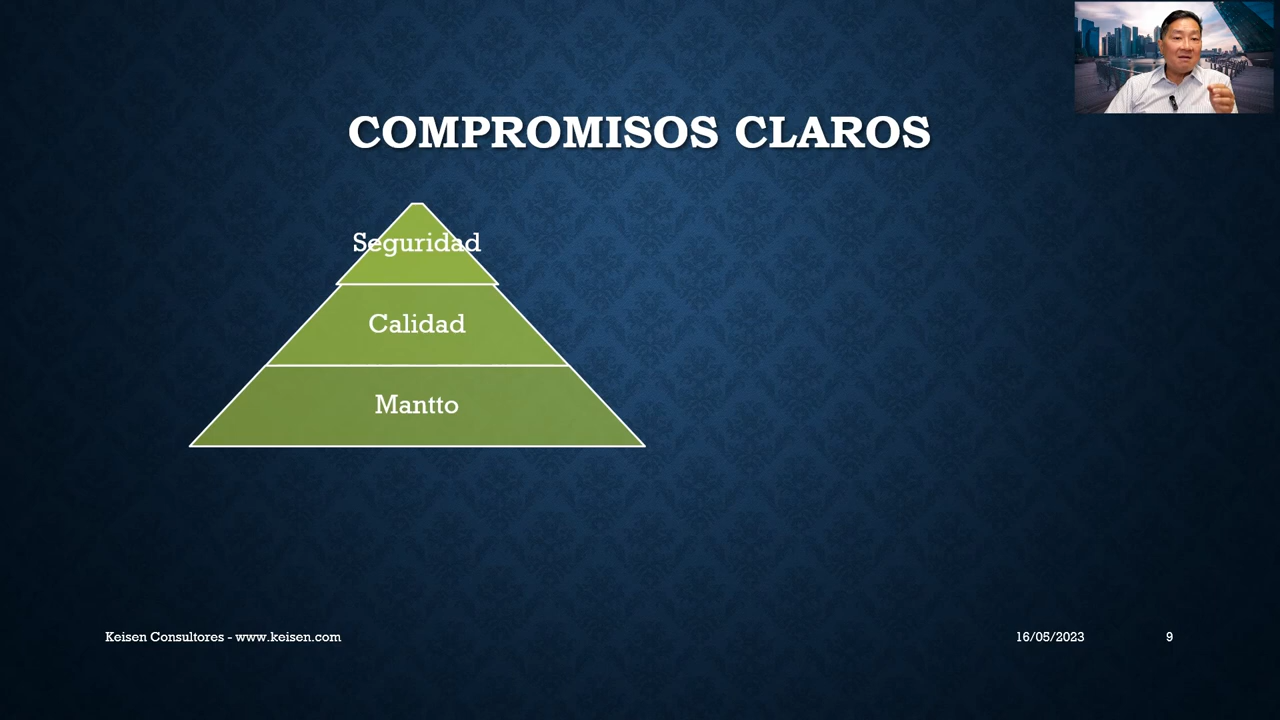 COMPROMISOS CLAROS
Seguridad
Calidad
Mantto
Keisen Consultores - www.keisen.com
16/05/2023
9